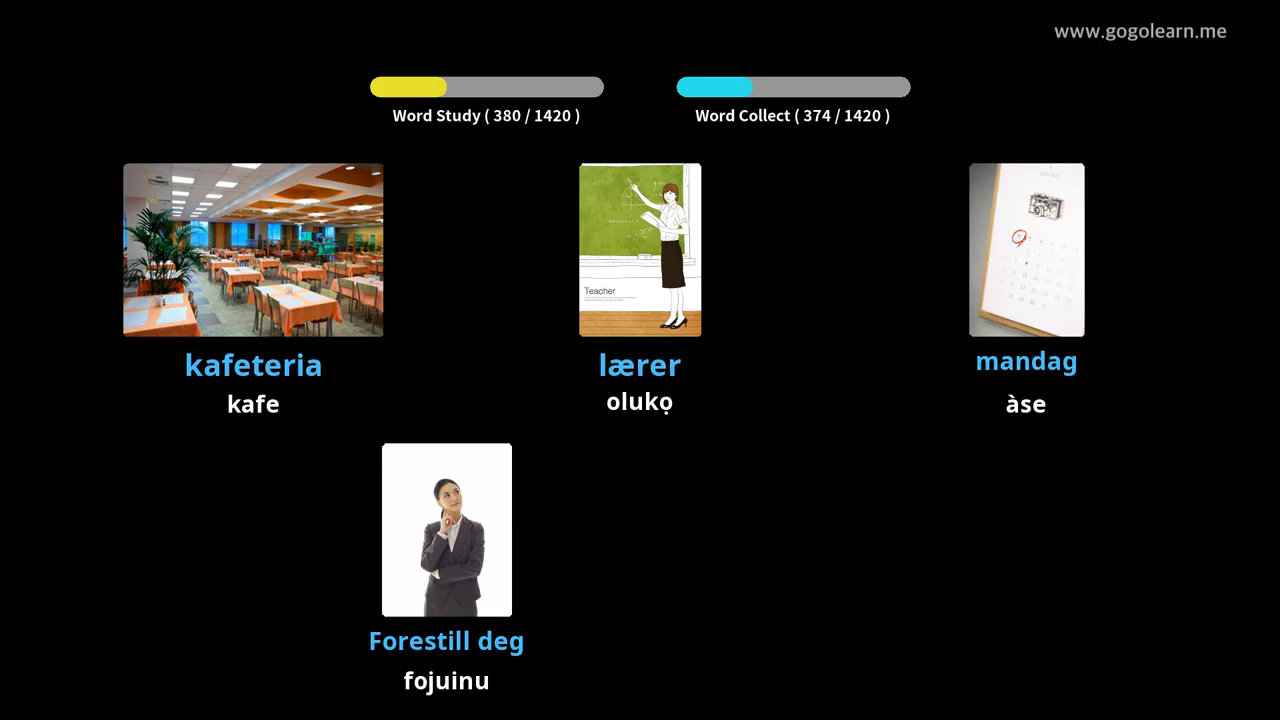 www.gogolearn.me
Word Study ( 380 / 1420 )
Word Collect ( 374 / 1420 )
kafeteria
kafe
Teacher
lærer
olukọ
mandag
àse
Forestill deg
fojuinu